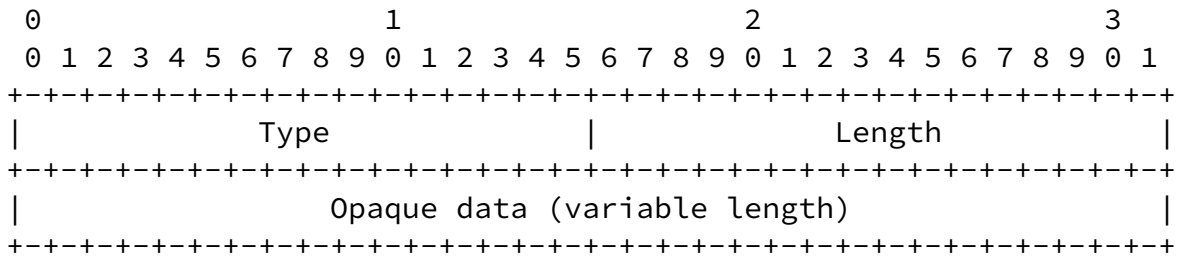 0                   1                   2                   3
 0 1 2 3 4 5 6 7 8 9 0 1 2 3 4 5 6 7 8 9 0 1 2 3 4 5 6 7 8 9 0 1
+-+-+-+-+-+-+-+-+-+-+-+-+-+-+-+-+-+-+-+-+-+-+-+-+-+-+-+-+-+-+-+-+
|             Type              |             Length            |
+-+-+-+-+-+-+-+-+-+-+-+-+-+-+-+-+-+-+-+-+-+-+-+-+-+-+-+-+-+-+-+-+
|                 Opaque data (variable length)                 |
+-+-+-+-+-+-+-+-+-+-+-+-+-+-+-+-+-+-+-+-+-+-+-+-+-+-+-+-+-+-+-+-+